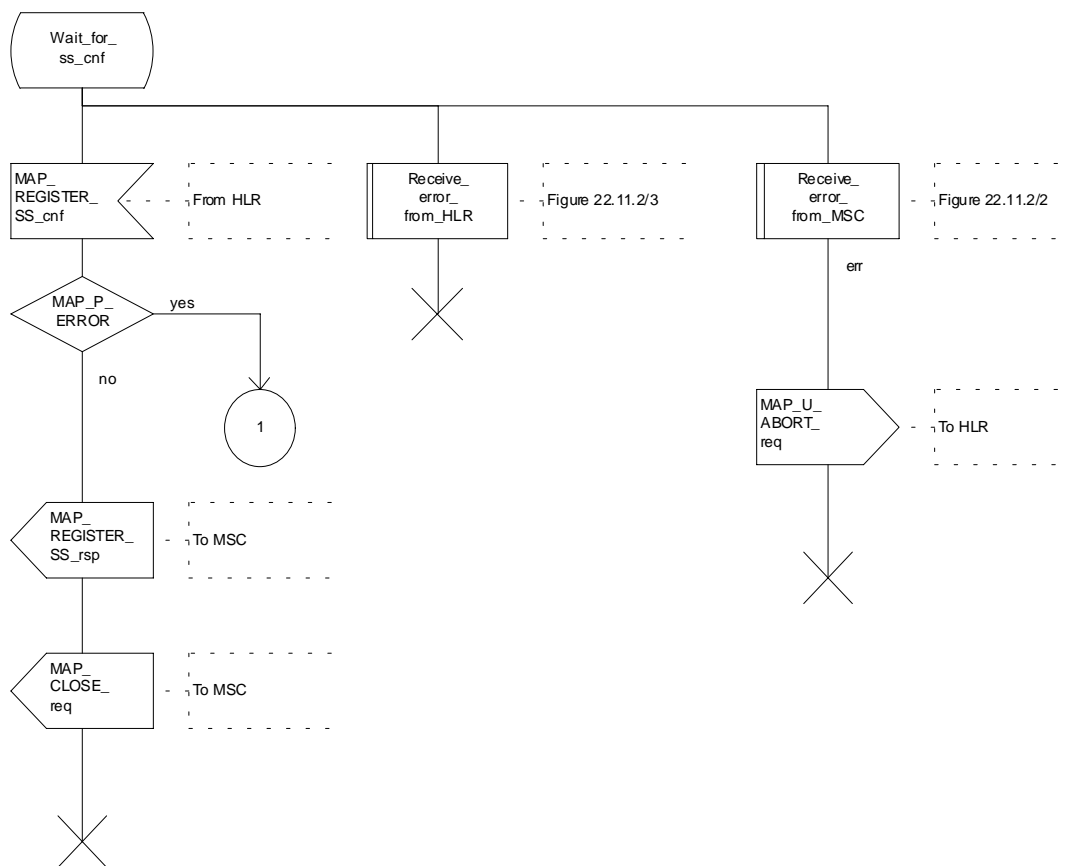 Wait_for_
ss_cnf
MAP_
REGISTER_
SS_cnf
From HLR
Receive_
error_
from_HLR
Figure 22.11.2/3
Receive_
error_
from_MSC
Figure 22.11.2/2
err
MAP_P_
ERROR
yes
no
1
MAP_U_
ABORT_
req
To HLR
MAP_
REGISTER_
SS_rsp
To MSC
MAP_
CLOSE_
req
To MSC